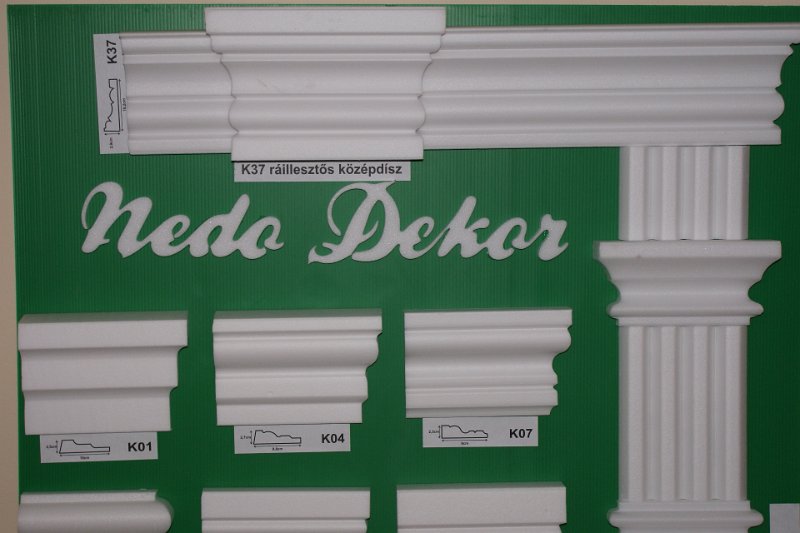 K37
K37 ráillesztős középdísz
Nedo Dekor
K01
K04
K07